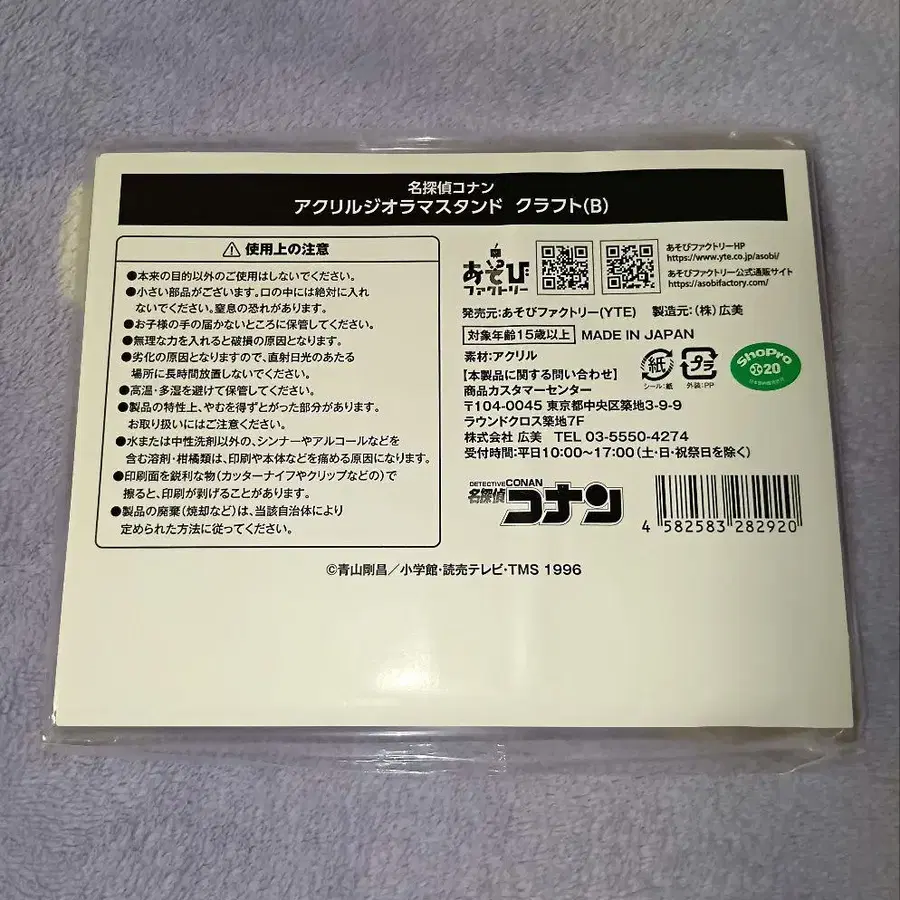 名探偵コナン
アクリルジオラマスタンド クラフト(B)
使用上の注意
●本来の目的以外のご使用はしないでください。
●小さい部品がございます。口の中には絶対に入れ
ないでください。窒息の恐れがあります。
●お子様の手の届かないところに保管してください。
●無理な力を入れると破損の原因となります。
●劣化の原因となりますので、直射日光のあたる
場所に長時間放置しないでください。
●高温・多湿を避けて保管してください。
●製品の特性上、やむを得ずとがった部分があります。
お取り扱いにはご注意ください。
●水または中性洗剤以外の、シンナーやアルコールなどを
含む溶剤・柑橘類は、印刷や本体などを痛める原因になります。
●印刷面を鋭利な物(カッターナイフやクリップなどの)で
擦ると、印刷が剥げることがあります。
●製品の廃棄(焼却など)は、当該自治体により
定められた方法に従ってください。
あそび
ファクトリー
あそびファクトリーHP
https://www.yte.co.jp/asobi/
あそびファクトリー公式通販サイト
https://asobifactory.com/
発売元:あそびファクトリー(YTE) 製造元:(株)広美
対象年齢15歳以上 MADE IN JAPAN
素材:アクリル
紙
シール:紙
プラ
外装:PP
ShoPro
20
【本製品に関する問い合わせ】
商品カスタマーセンター
〒104-0045 東京都中央区築地3-9-9
ラウンドクロス築地7F
株式会社 広美 TEL 03-5550-4274
受付時間:平日10:00〜17:00(土・日・祝祭日を除く)
DETECTIVE CONAN
名探偵コナン
4 582583 282920
©青山剛昌／小学館・読売テレビ・TMS 1996